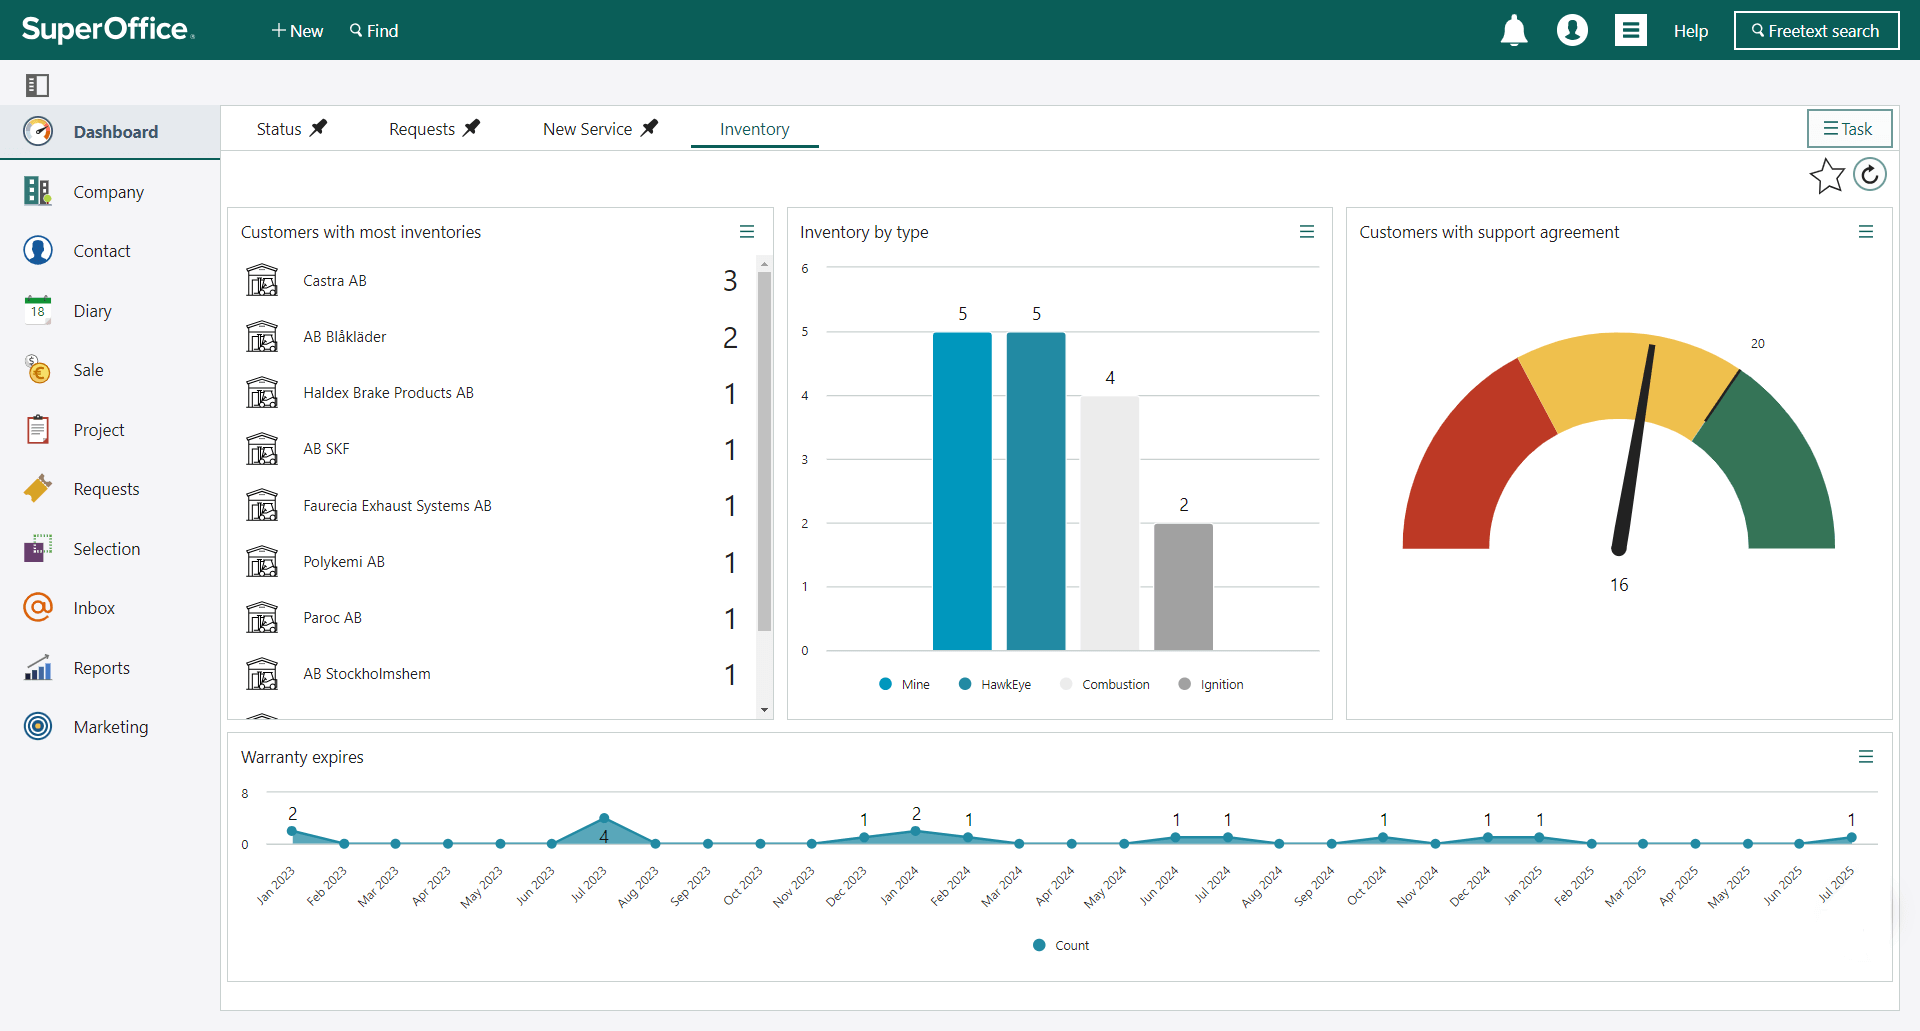 SuperOffice.
New
Find
Help
Freetext search
Dashboard
Company
Contact
18
Diary
Sale
Project
Requests
Selection
Inbox
Reports
Marketing
Status
Requests
New Service
Inventory
Task
Customers with most inventories
Castra AB 3
AB Blåkläder 2
Haldex Brake Products AB 1
AB SKF 1
Faurecia Exhaust Systems AB 1
Polykemi AB 1
Paroc AB 1
AB Stockholmshem 1
Inventory by type
6
5
4
3
2
1
0
5 5 4 2
Mine HawkEye Combustion Ignition
Customers with support agreement
20
16
Warranty expires
8
0
2 4 1 2 1 1 1 1 1 1 1
Jan 2023
Feb 2023
Mar 2023
Apr 2023
May 2023
Jun 2023
Jul 2023
Aug 2023
Sep 2023
Oct 2023
Nov 2023
Dec 2023
Jan 2024
Feb 2024
Mar 2024
Apr 2024
May 2024
Jun 2024
Jul 2024
Aug 2024
Sep 2024
Oct 2024
Nov 2024
Dec 2024
Jan 2025
Feb 2025
Mar 2025
Apr 2025
May 2025
Jun 2025
Jul 2025
Count